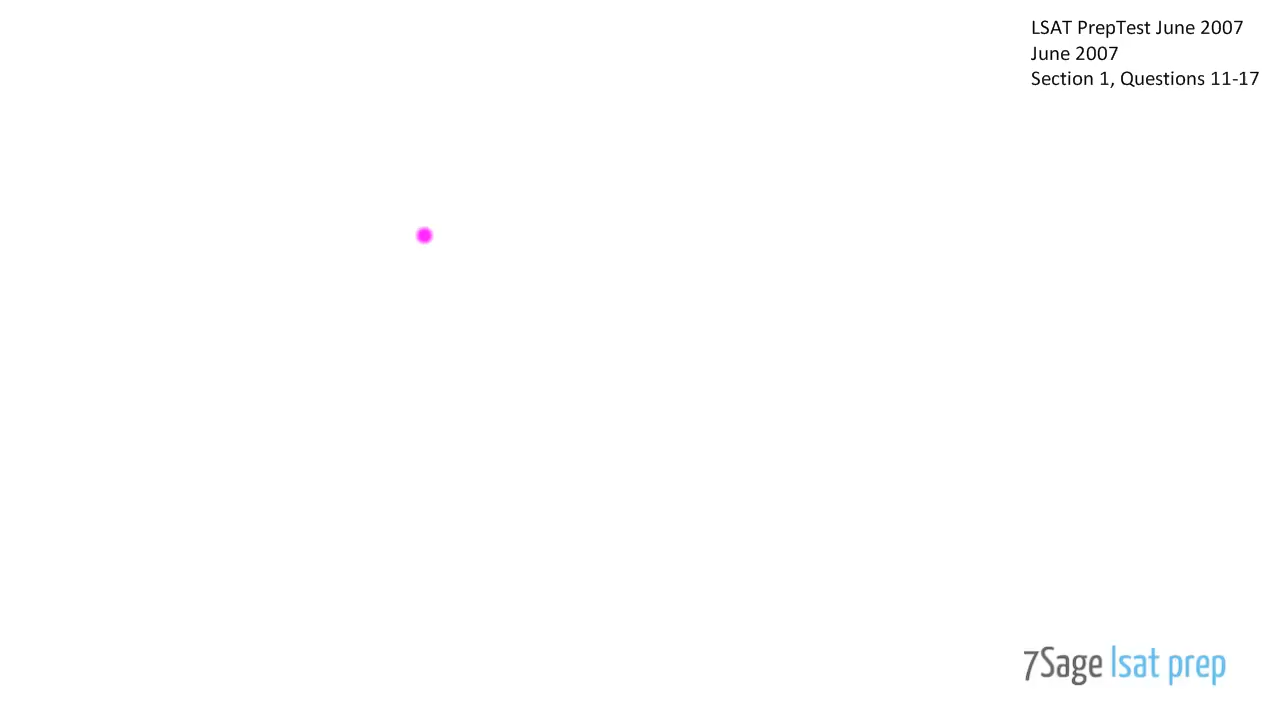 LSAT PrepTest June 2007
June 2007
Section 1, Questions 11-17
7Sage lsat prep